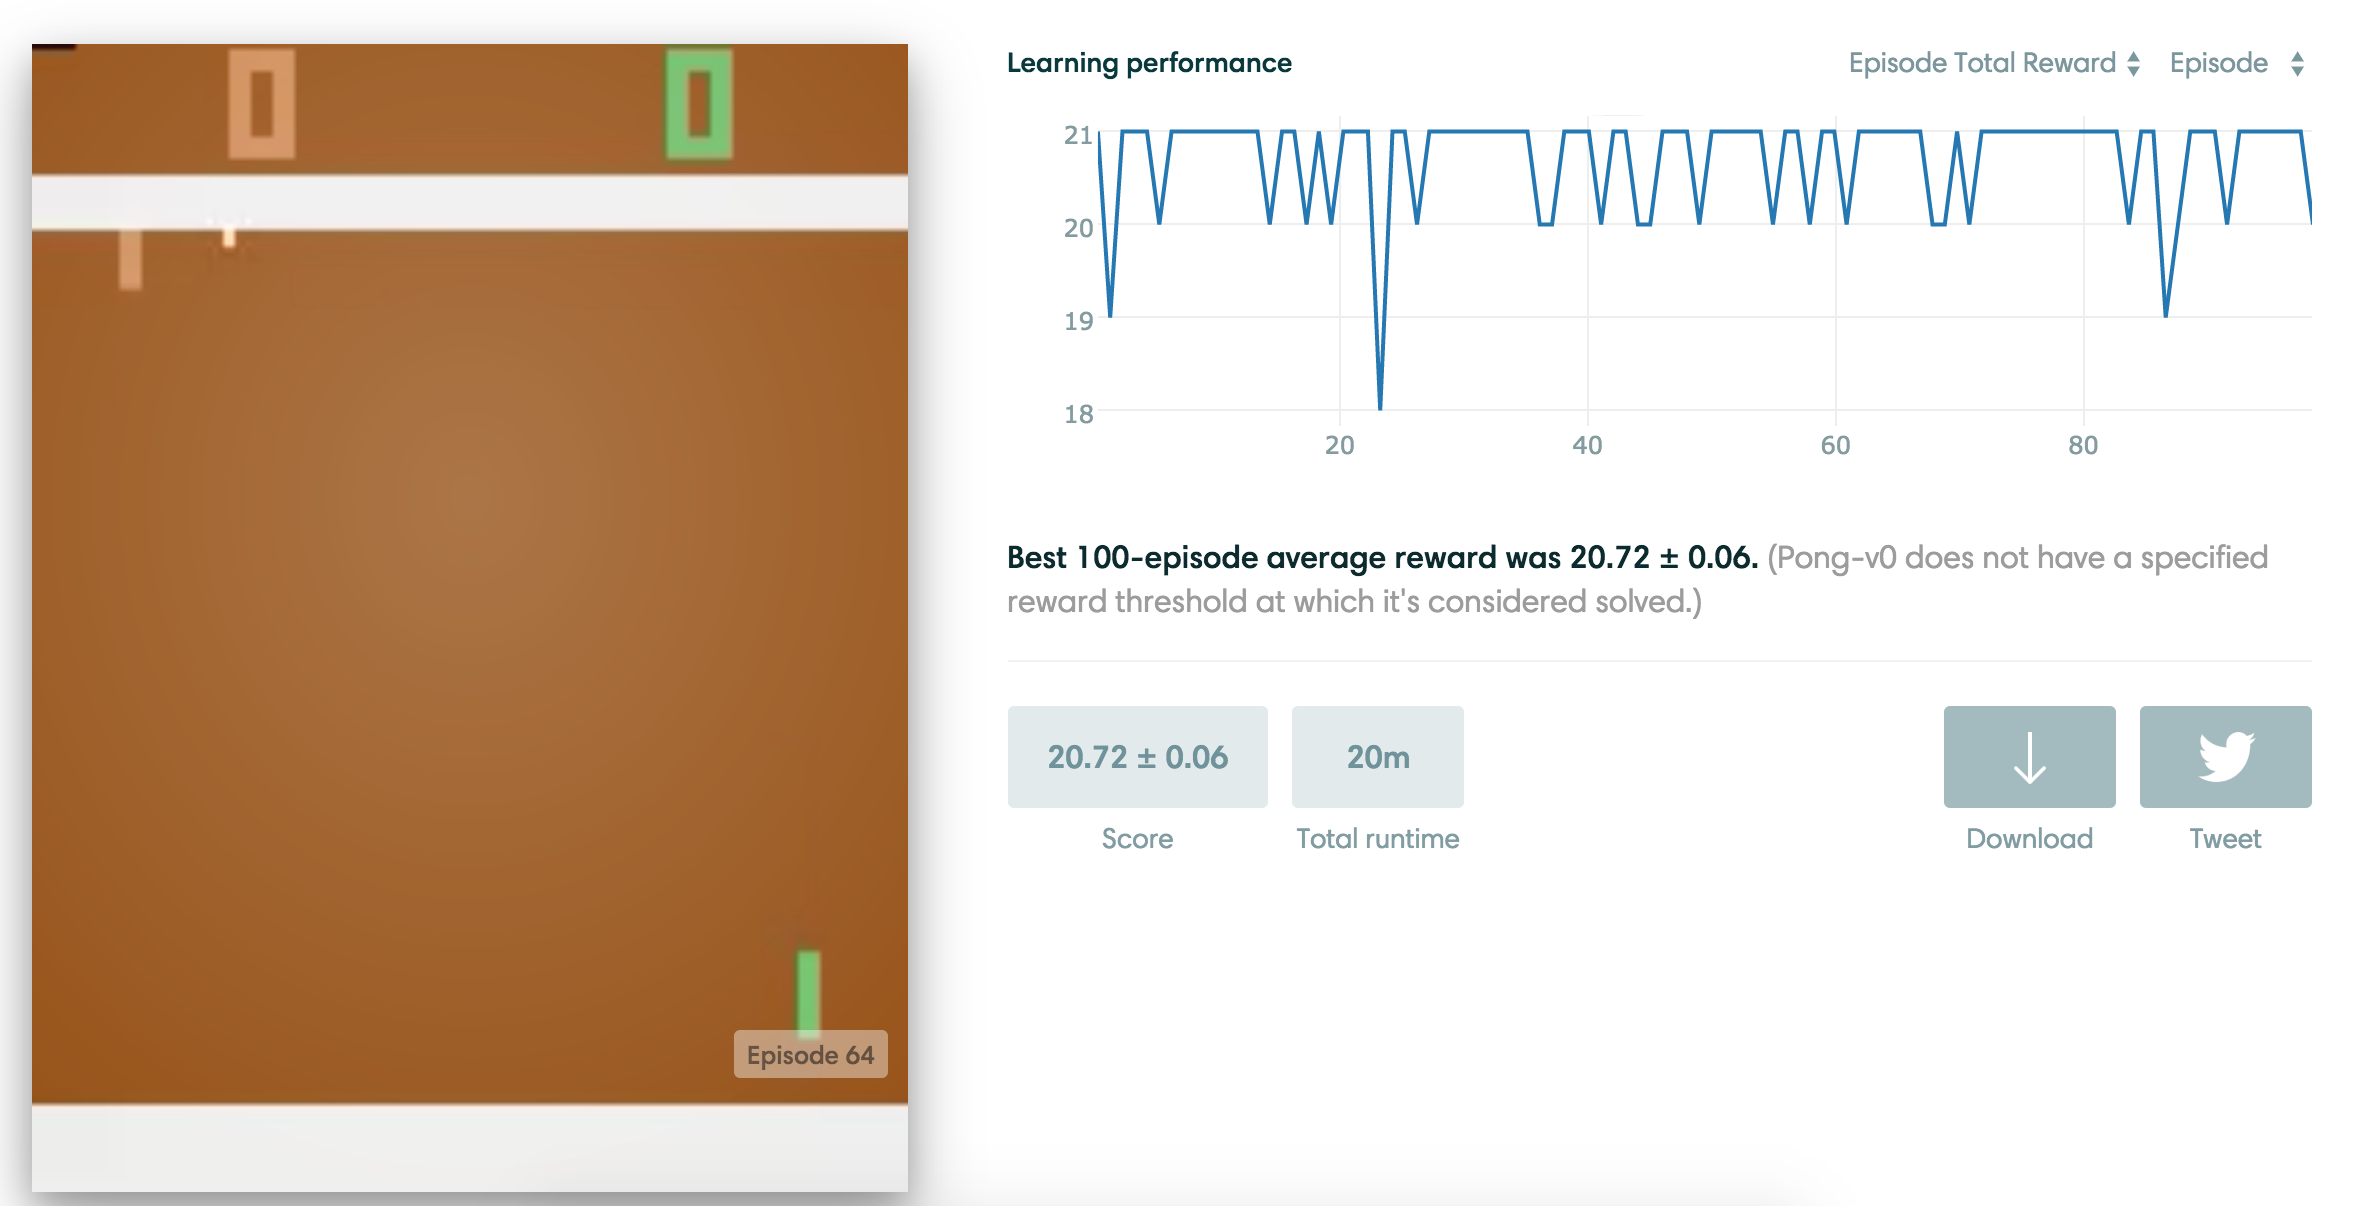 0 0
Episode 64
Learning performance
Episode Total Reward Episode
21
20
19
18
20 40 60 80
Best 100-episode average reward was 20.72 ± 0.06. (Pong-v0 does not have a specified
reward threshold at which it's considered solved.)
20.72 ± 0.06 20m
Score Total runtime
Download Tweet